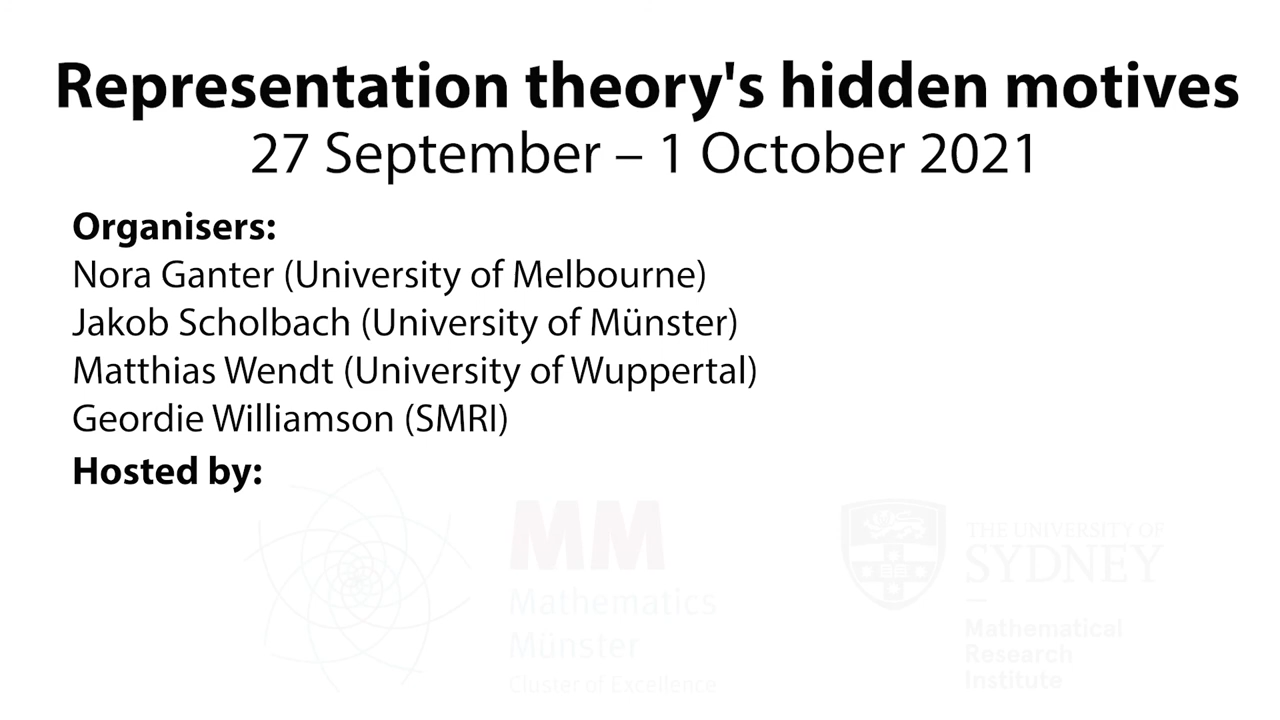 Representation theory's hidden motives
27 September – 1 October 2021
Organisers:
Nora Ganter (University of Melbourne)
Jakob Scholbach (University of Münster)
Matthias Wendt (University of Wuppertal)
Geordie Williamson (SMRI)
Hosted by:
MM
Mathematics
Münster
Cluster of Excellence
THE UNIVERSITY OF
SYDNEY
Mathematical
Research
Institute